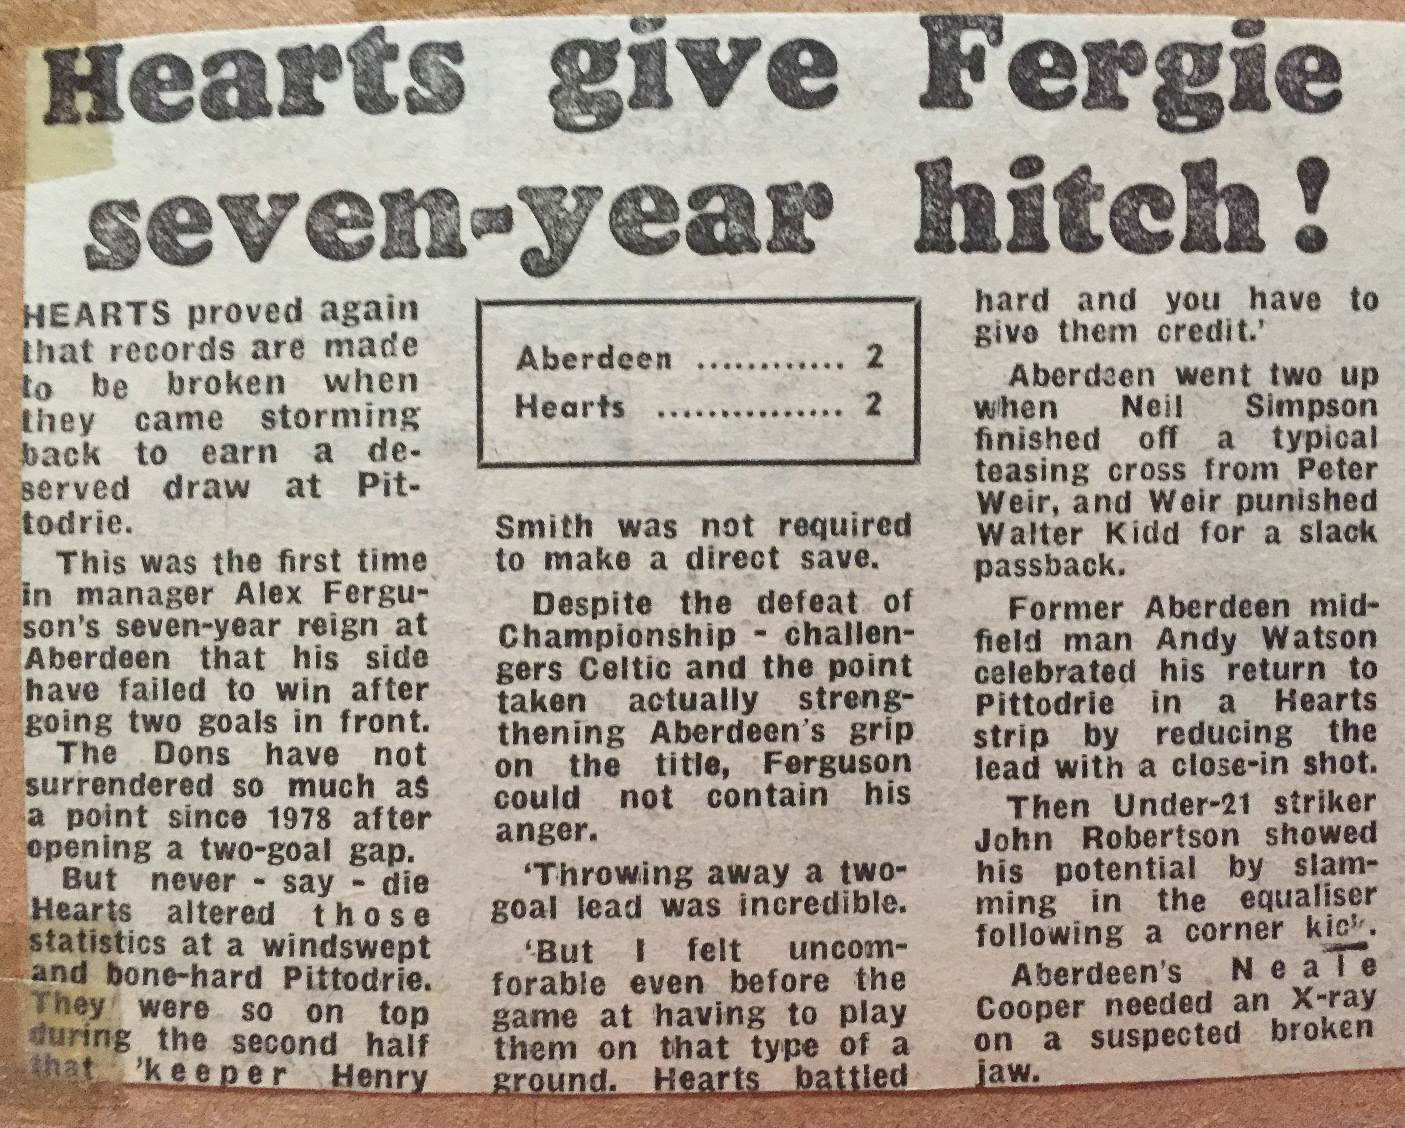 Hearts give Fergie
seven-year hitch!
HEARTS proved again
that records are made
to be broken when
they came storming
back to earn a de-
served draw at Pit-
todrie.
This was the first time
in manager Alex Fergu-
son's seven-year reign at
Aberdeen that his side
have failed to win after
going two goals in front.
The Dons have not
surrendered so much as
a point since 1978 after
opening a two-goal gap.
But never - say - die
Hearts altered those
statistics at a windswept
and bone-hard Pittodrie.
They were so on top
during the second half
that 'keeper Henry
Aberdeen ............ 2
Hearts ............... 2
Smith was not required
to make a direct save.
Despite the defeat of
Championship - challen-
gers Celtic and the point
taken actually streng-
thening Aberdeen's grip
on the title, Ferguson
could not contain his
anger.
'Throwing away a two-
goal lead was incredible.
'But I felt uncom-
forable even before the
game at having to play
them on that type of a
ground. Hearts battled
hard and you have to
give them credit.'
Aberdeen went two up
when Neil Simpson
finished off a typical
teasing cross from Peter
Weir, and Weir punished
Walter Kidd for a slack
passback.
Former Aberdeen mid-
field man Andy Watson
celebrated his return to
Pittodrie in a Hearts
strip by reducing the
lead with a close-in shot.
Then Under-21 striker
John Robertson showed
his potential by slam-
ming in the equaliser
following a corner kick.
Aberdeen's Neale
Cooper needed an X-ray
on a suspected broken
jaw.